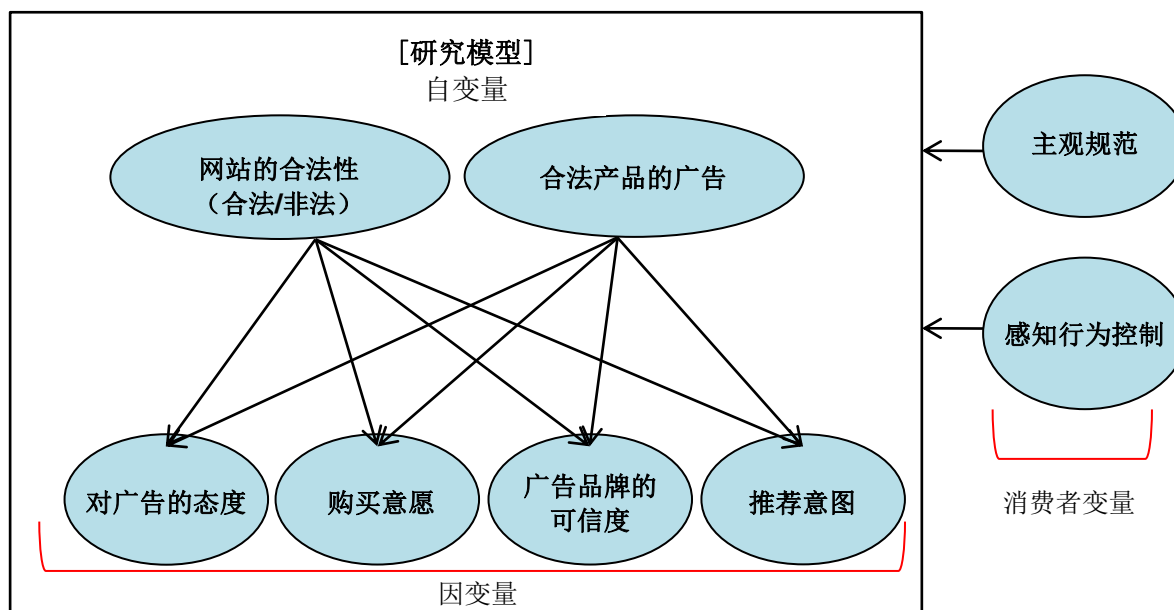 [研究模型]
自变量
网站的合法性
（合法/非法）
合法产品的广告
主观规范
感知行为控制
对广告的态度
购买意愿
广告品牌的
可信度
推荐意图
消费者变量
因变量